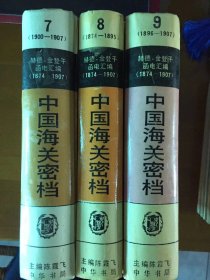 7
(1900—1907)
赫德、金登干
函电汇编
(1874—1907)
中国海关密档
主编陈霞飞
中华书局
8
(1874—1895)
赫德、金登干
函电汇编
(1874—1907)
中国海关密档
主编陈霞飞
中华书局
9
(1896—1907)
赫德、金登干
函电汇编
(1874—1907)
中国海关密档
主编陈霞飞
中华书局